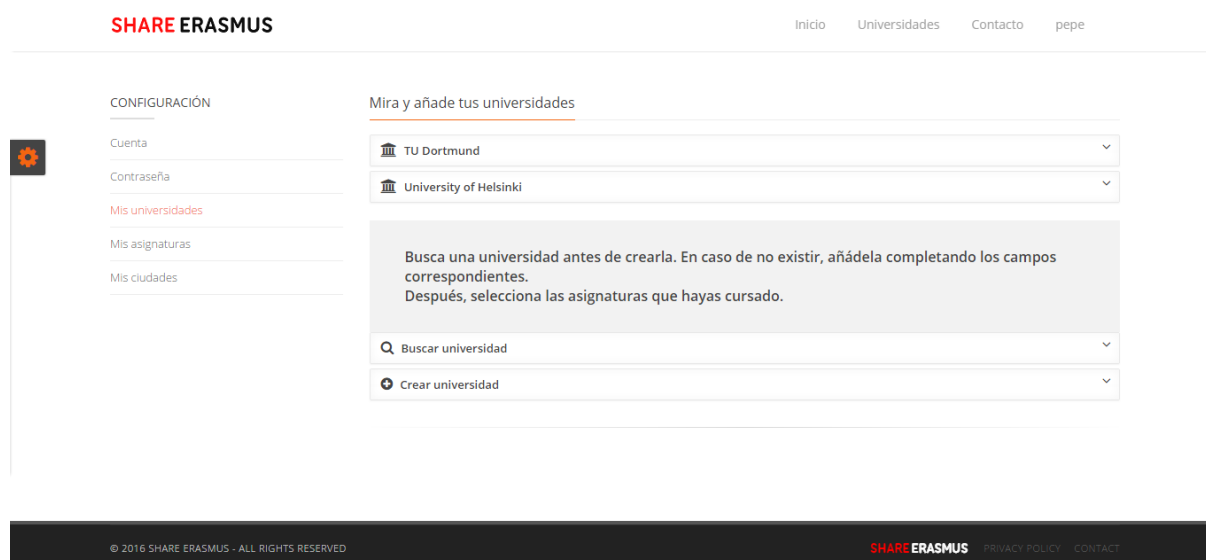 SHARE ERASMUS
Inicio Universidades Contacto pepe
CONFIGURACIÓN
Cuenta
Contraseña
Mis universidades
Mis asignaturas
Mis ciudades
Mira y añade tus universidades
TU Dortmund
University of Helsinki
Busca una universidad antes de crearla. En caso de no existir, añádela completando los campos
correspondientes.
Después, selecciona las asignaturas que hayas cursado.
Buscar universidad
Crear universidad
© 2016 SHARE ERASMUS - ALL RIGHTS RESERVED
SHARE ERASMUS PRIVACY POLICY CONTACT